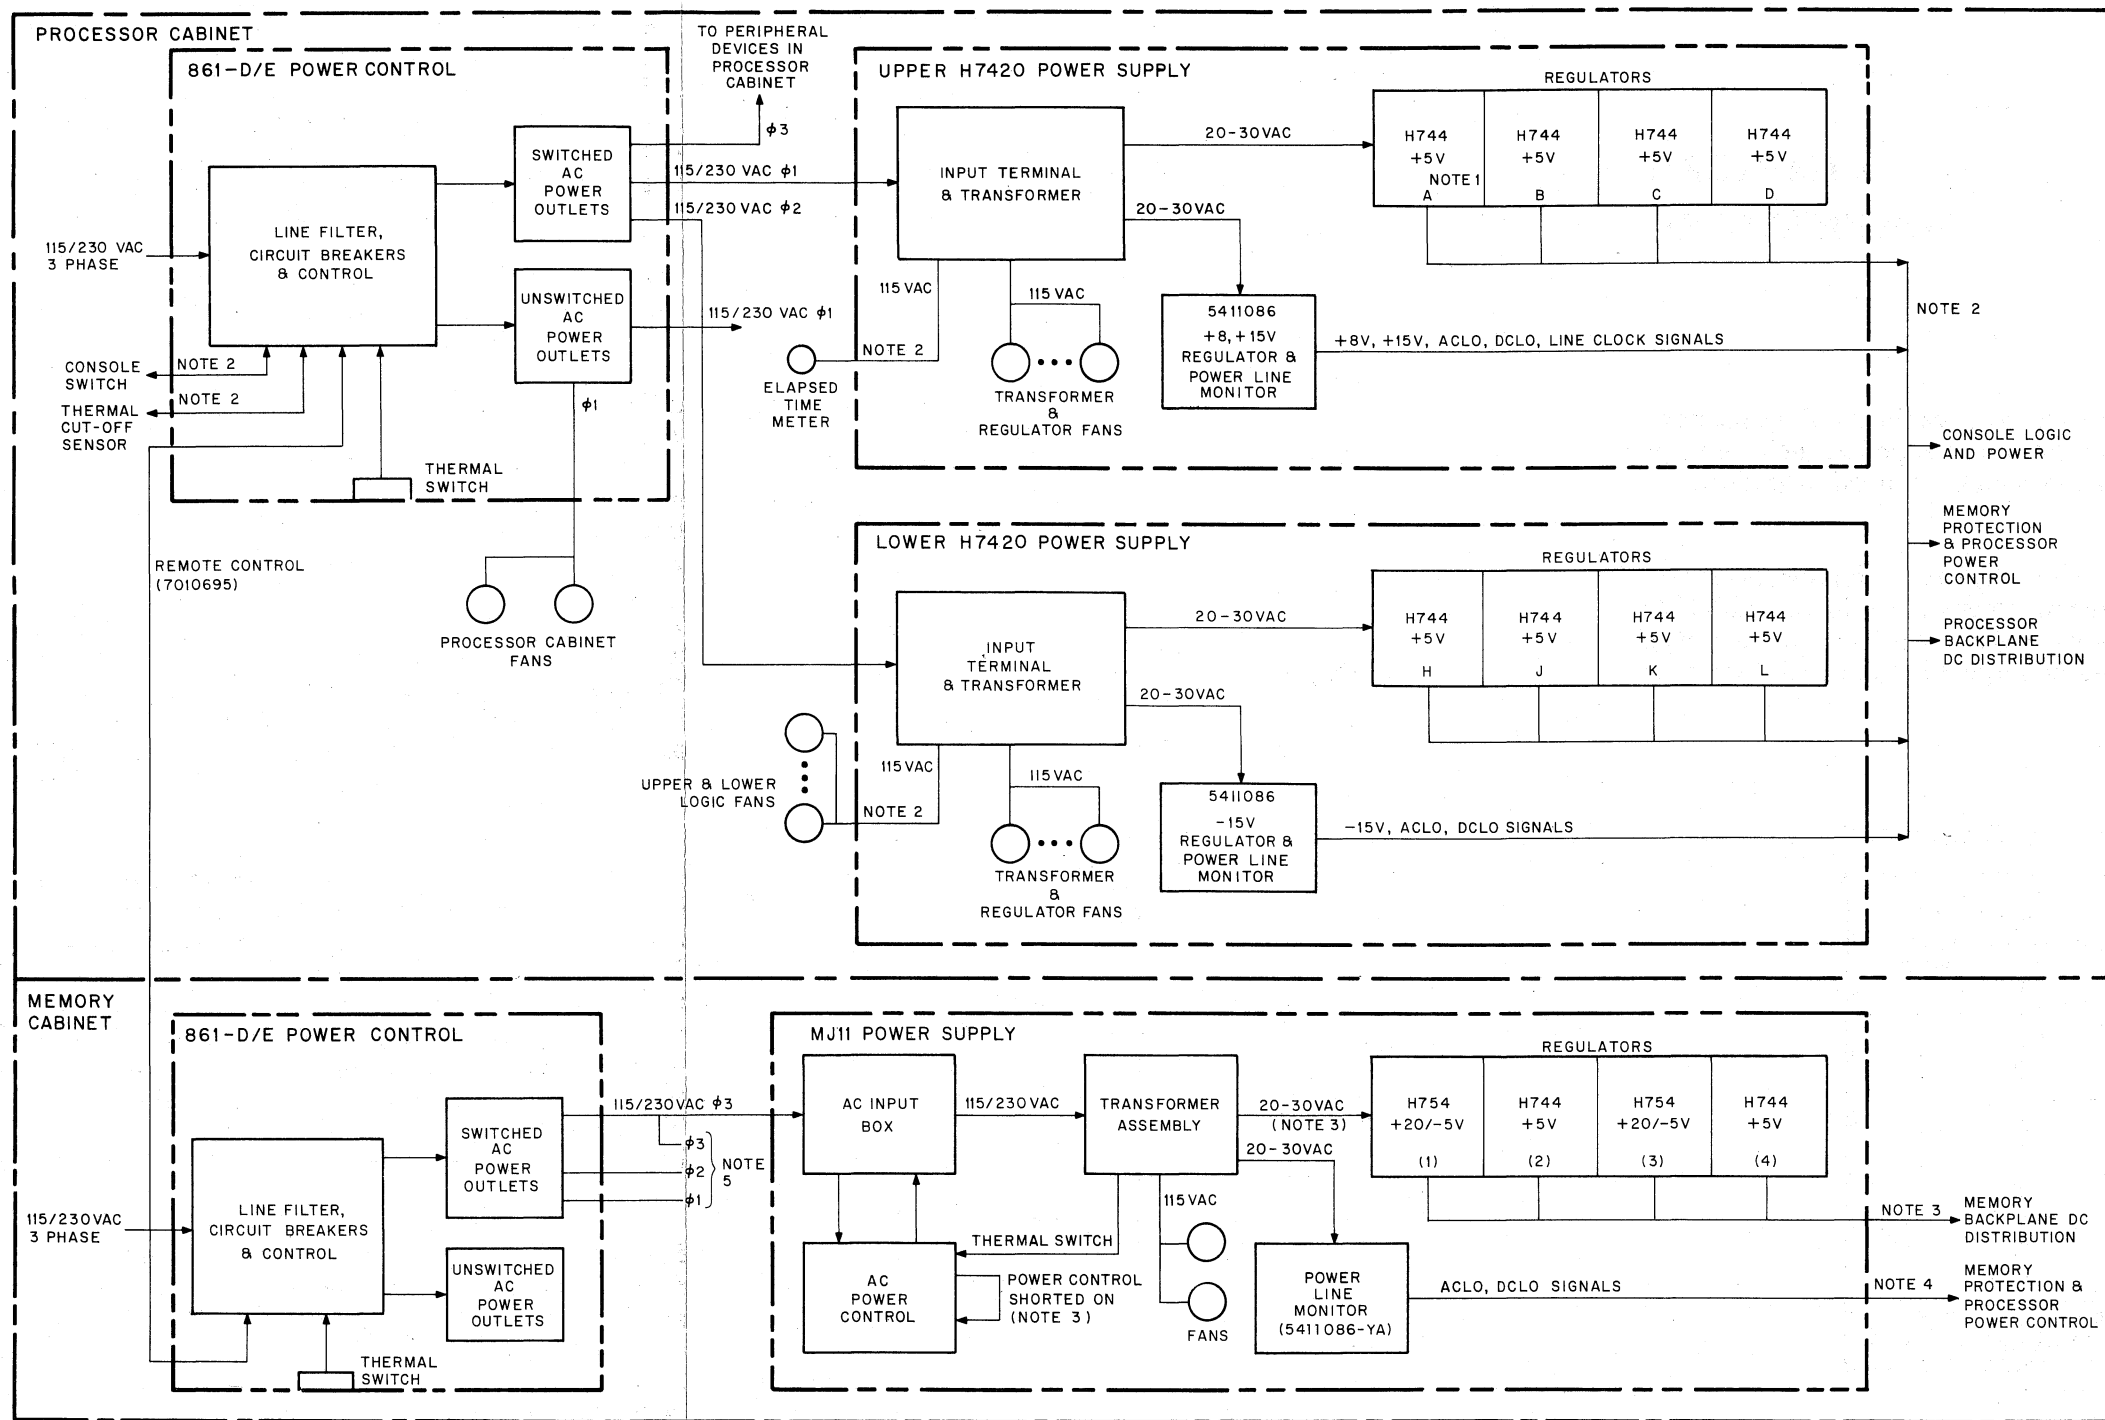 PROCESSOR CABINET
861-D/E POWER CONTROL
TO PERIPHERAL
DEVICES IN
PROCESSOR
CABINET
φ3
LINE FILTER,
CIRCUIT BREAKERS
& CONTROL
SWITCHED
AC
POWER
OUTLETS
UNSWITCHED
AC
POWER
OUTLETS
115/230 VAC
3 PHASE
115/230 VAC φ1
115/230 VAC φ2
115/230 VAC φ1
CONSOLE
SWITCH
NOTE 2
THERMAL
CUT-OFF
SENSOR
NOTE 2
φ1
THERMAL
SWITCH
REMOTE CONTROL
(7010695)
PROCESSOR CABINET
FANS
UPPER H7420 POWER SUPPLY
INPUT TERMINAL
& TRANSFORMER
20-30VAC
20-30VAC
REGULATORS
H744
+5V
NOTE 1
A
H744
+5V
B
H744
+5V
C
H744
+5V
D
115 VAC
115 VAC
NOTE 2
ELAPSED
TIME
METER
TRANSFORMER
&
REGULATOR FANS
5411086
+8,+15V
REGULATOR &
POWER LINE
MONITOR
+8V, +15V, ACLO, DCLO, LINE CLOCK SIGNALS
NOTE 2
CONSOLE LOGIC
AND POWER
MEMORY
PROTECTION
& PROCESSOR
POWER
CONTROL
PROCESSOR
BACKPLANE
DC DISTRIBUTION
LOWER H7420 POWER SUPPLY
INPUT
TERMINAL
& TRANSFORMER
20-30VAC
20-30VAC
REGULATORS
H744
+5V
H
H744
+5V
J
H744
+5V
K
H744
+5V
L
115 VAC
115 VAC
UPPER & LOWER
LOGIC FANS
NOTE 2
TRANSFORMER
&
REGULATOR FANS
5411086
-15V
REGULATOR &
POWER LINE
MONITOR
-15V, ACLO, DCLO SIGNALS
MEMORY
CABINET
861-D/E POWER CONTROL
115/230VAC
3 PHASE
LINE FILTER,
CIRCUIT BREAKERS
& CONTROL
SWITCHED
AC
POWER
OUTLETS
UNSWITCHED
AC
POWER
OUTLETS
THERMAL
SWITCH
115/230VAC φ3
φ3
φ2
φ1
NOTE
5
MJ11 POWER SUPPLY
AC INPUT
BOX
115/230VAC
TRANSFORMER
ASSEMBLY
20-30VAC
(NOTE 3)
20-30VAC
REGULATORS
H754
+20/-5V
(1)
H744
+5V
(2)
H754
+20/-5V
(3)
H744
+5V
(4)
THERMAL SWITCH
115 VAC
AC
POWER
CONTROL
POWER CONTROL
SHORTED ON
(NOTE 3)
FANS
POWER
LINE
MONITOR
(5411086-YA)
ACLO, DCLO SIGNALS
NOTE 3
MEMORY
BACKPLANE DC
DISTRIBUTION
NOTE 4
MEMORY
PROTECTION &
PROCESSOR
POWER CONTROL